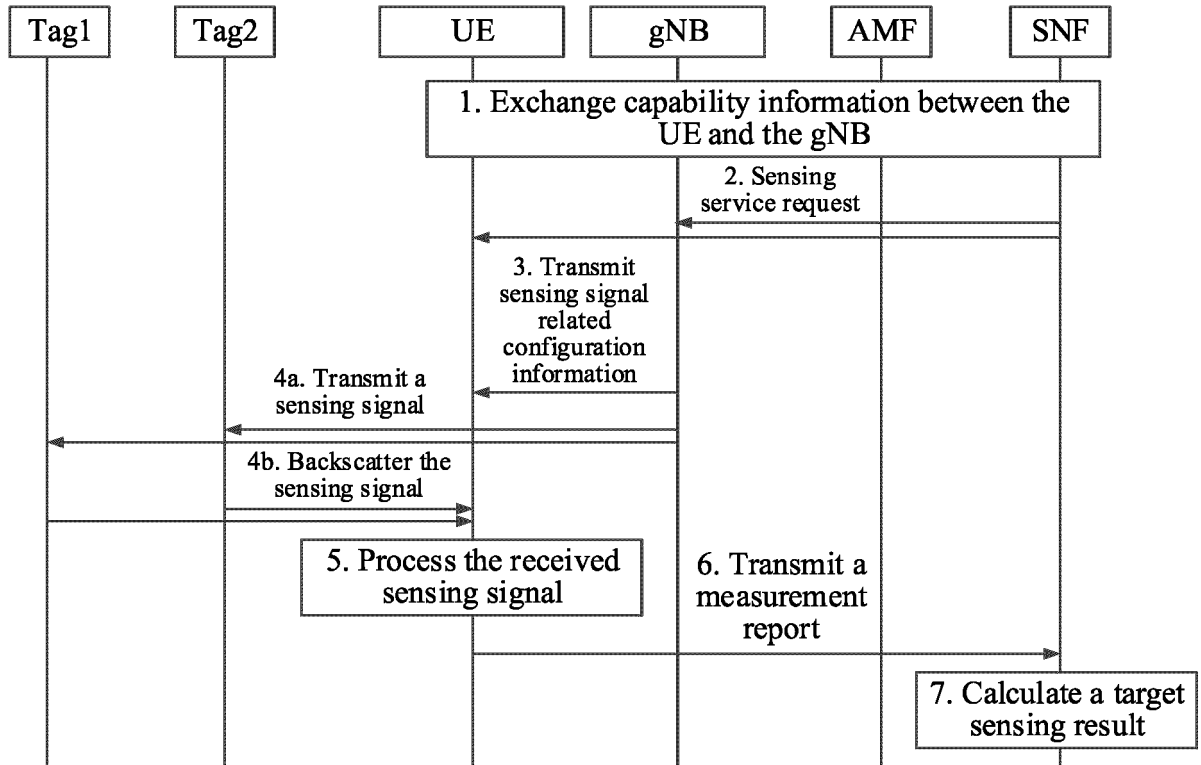 Tag1
Tag2
UE
gNB
AMF
SNF
1. Exchange capability information between the
UE and the gNB
2. Sensing
service request
3. Transmit
sensing signal
related
configuration
information
4a. Transmit a
sensing signal
4b. Backscatter the
sensing signal
5. Process the received
sensing signal
6. Transmit a
measurement
report
7. Calculate a target
sensing result